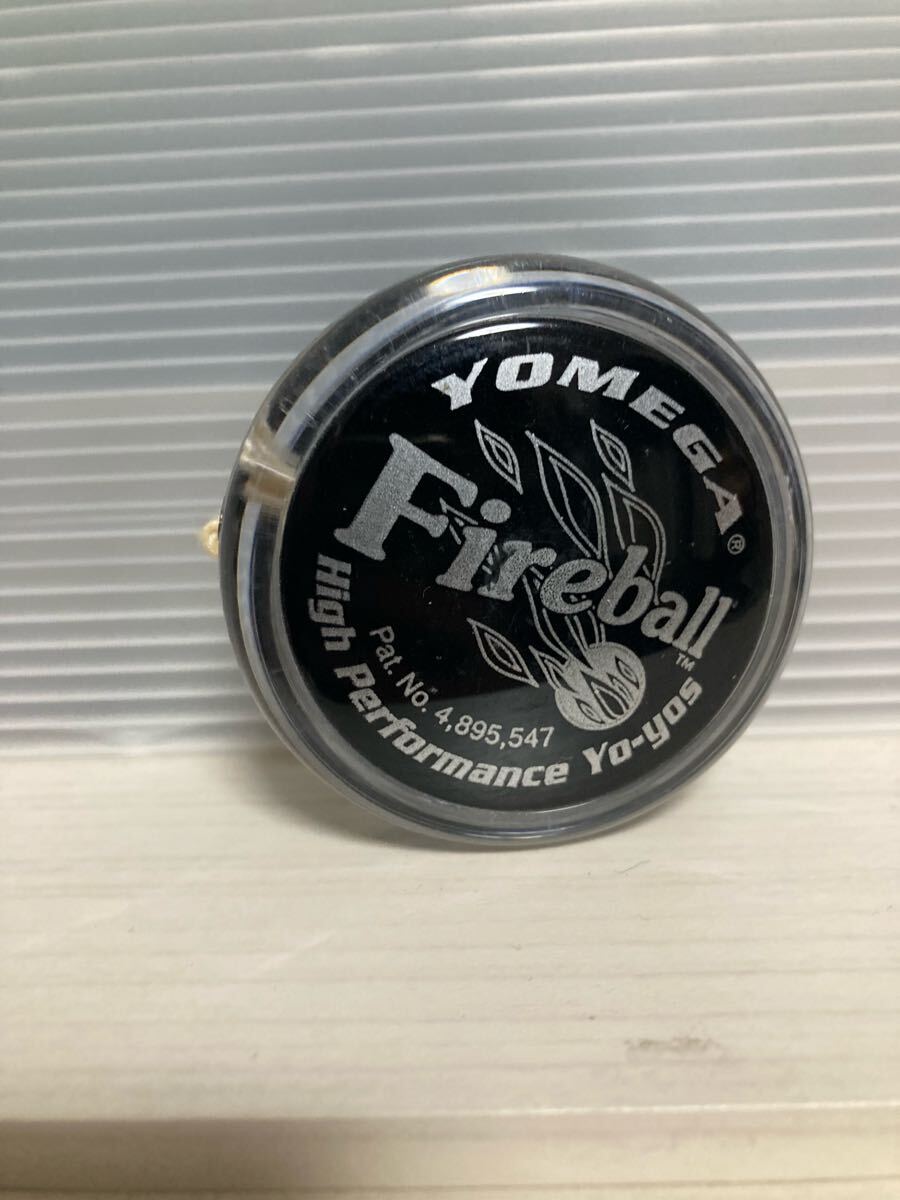 YOMEGA®
Fireball™
Pat. No. 4,895,547
High Performance Yo-yos